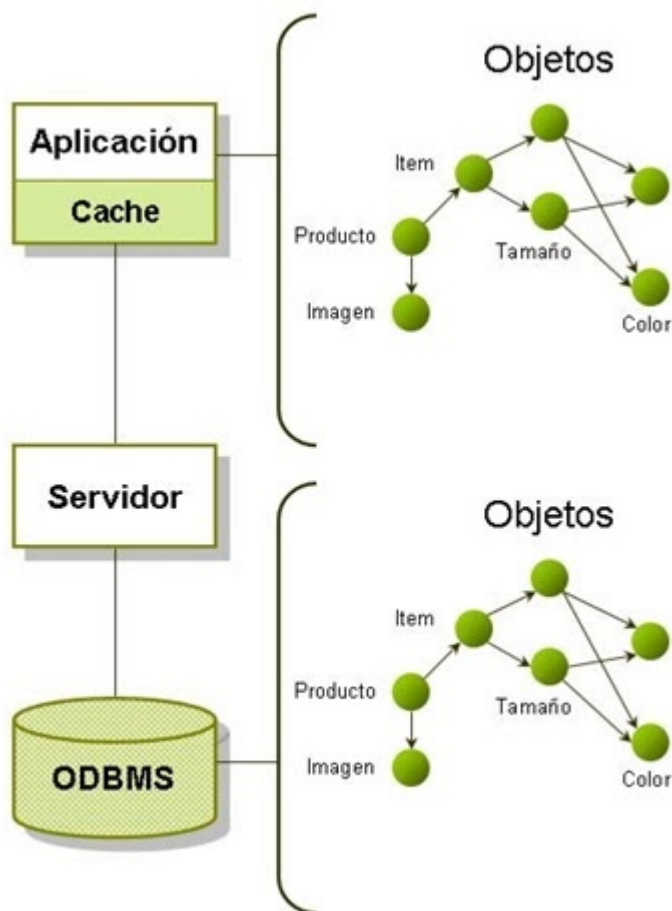 Objetos
Aplicación
Cache
Item
Producto
Tamaño
Imagen
Color
Servidor
Objetos
Item
Producto
Tamaño
ODBMS
Imagen
Color